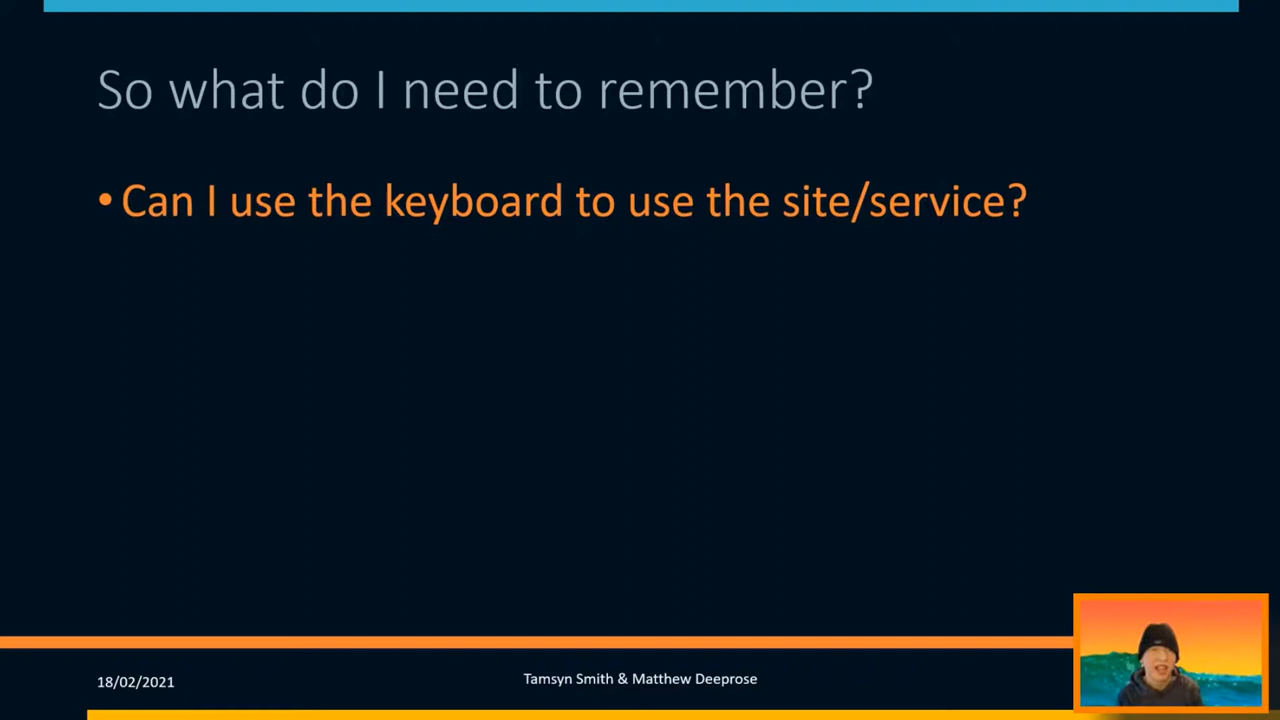 So what do I need to remember?
• Can I use the keyboard to use the site/service?
18/02/2021
Tamsyn Smith & Matthew Deeprose